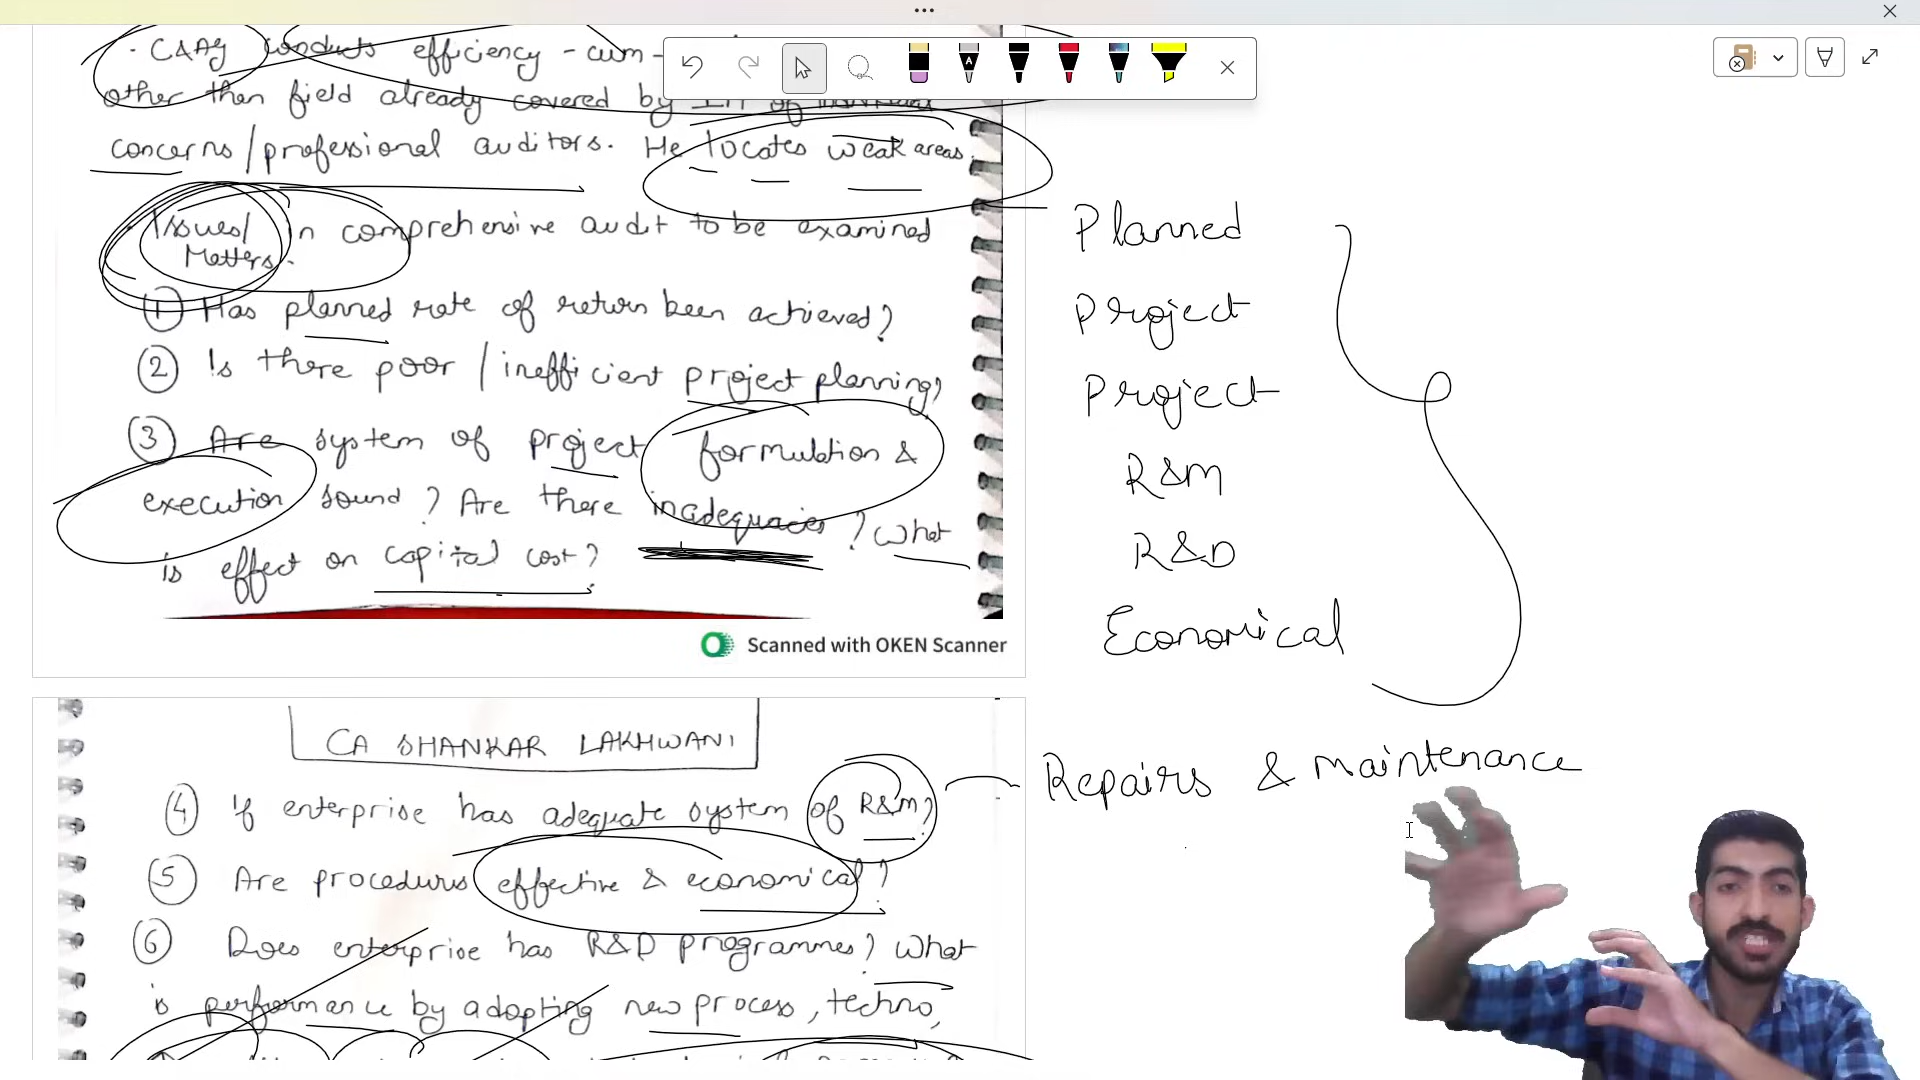 · C&AG conducts efficiency - cum -
other then field already covered by
concerns/professional auditors. He locates weak areas.
Issues/
Matters. in comprehensive audit to be examined
① Has planned rate of return been achieved?
② Is there poor / inefficient project planning?
③ Are system of project formulation &
execution sound? Are there inadequacies? What
is effect on capital cost?
Scanned with OKEN Scanner
CA SHANKAR LAKHWANI
④ If enterprise has adequate system of R&M?
⑤ Are procedures effective & economical?
⑥ Does enterprise has R&D programmes? What
is performance by adopting new process, techno,
Planned
Project
Project
R&M
R&D
Economical
Repairs & maintenance